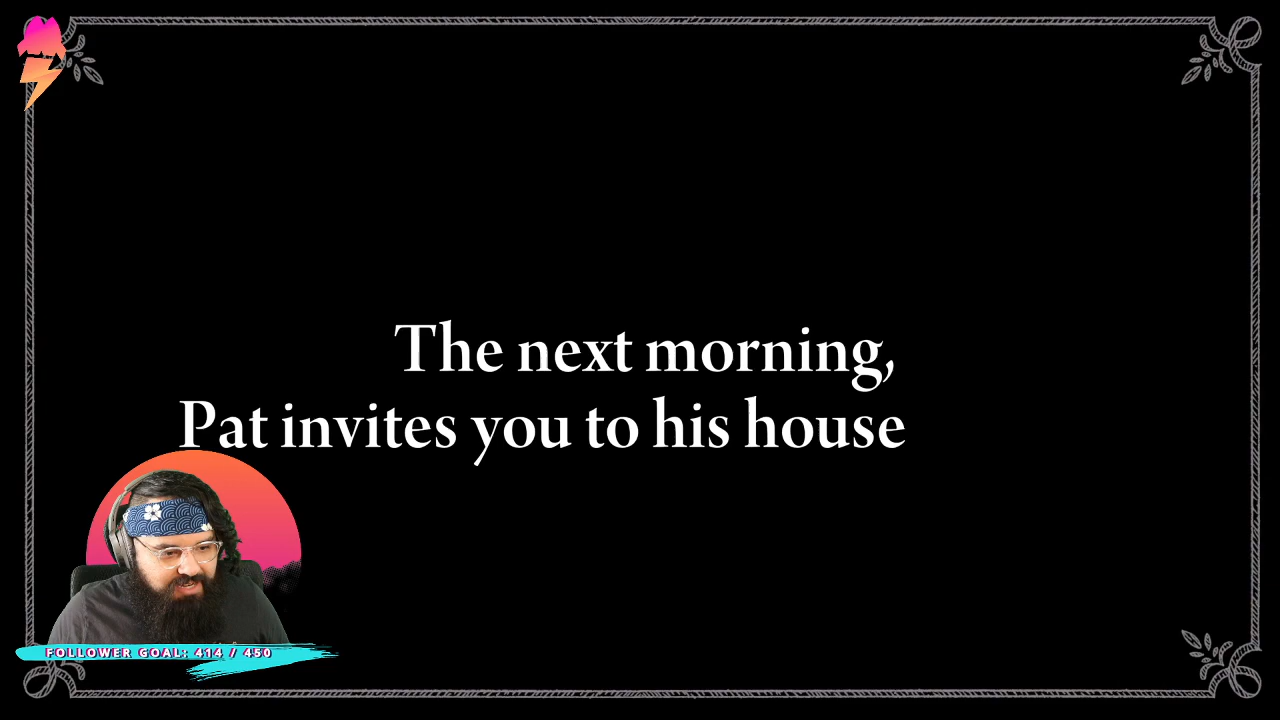 The next morning,
Pat invites you to his house
FOLLOWER GOAL: 414 / 450